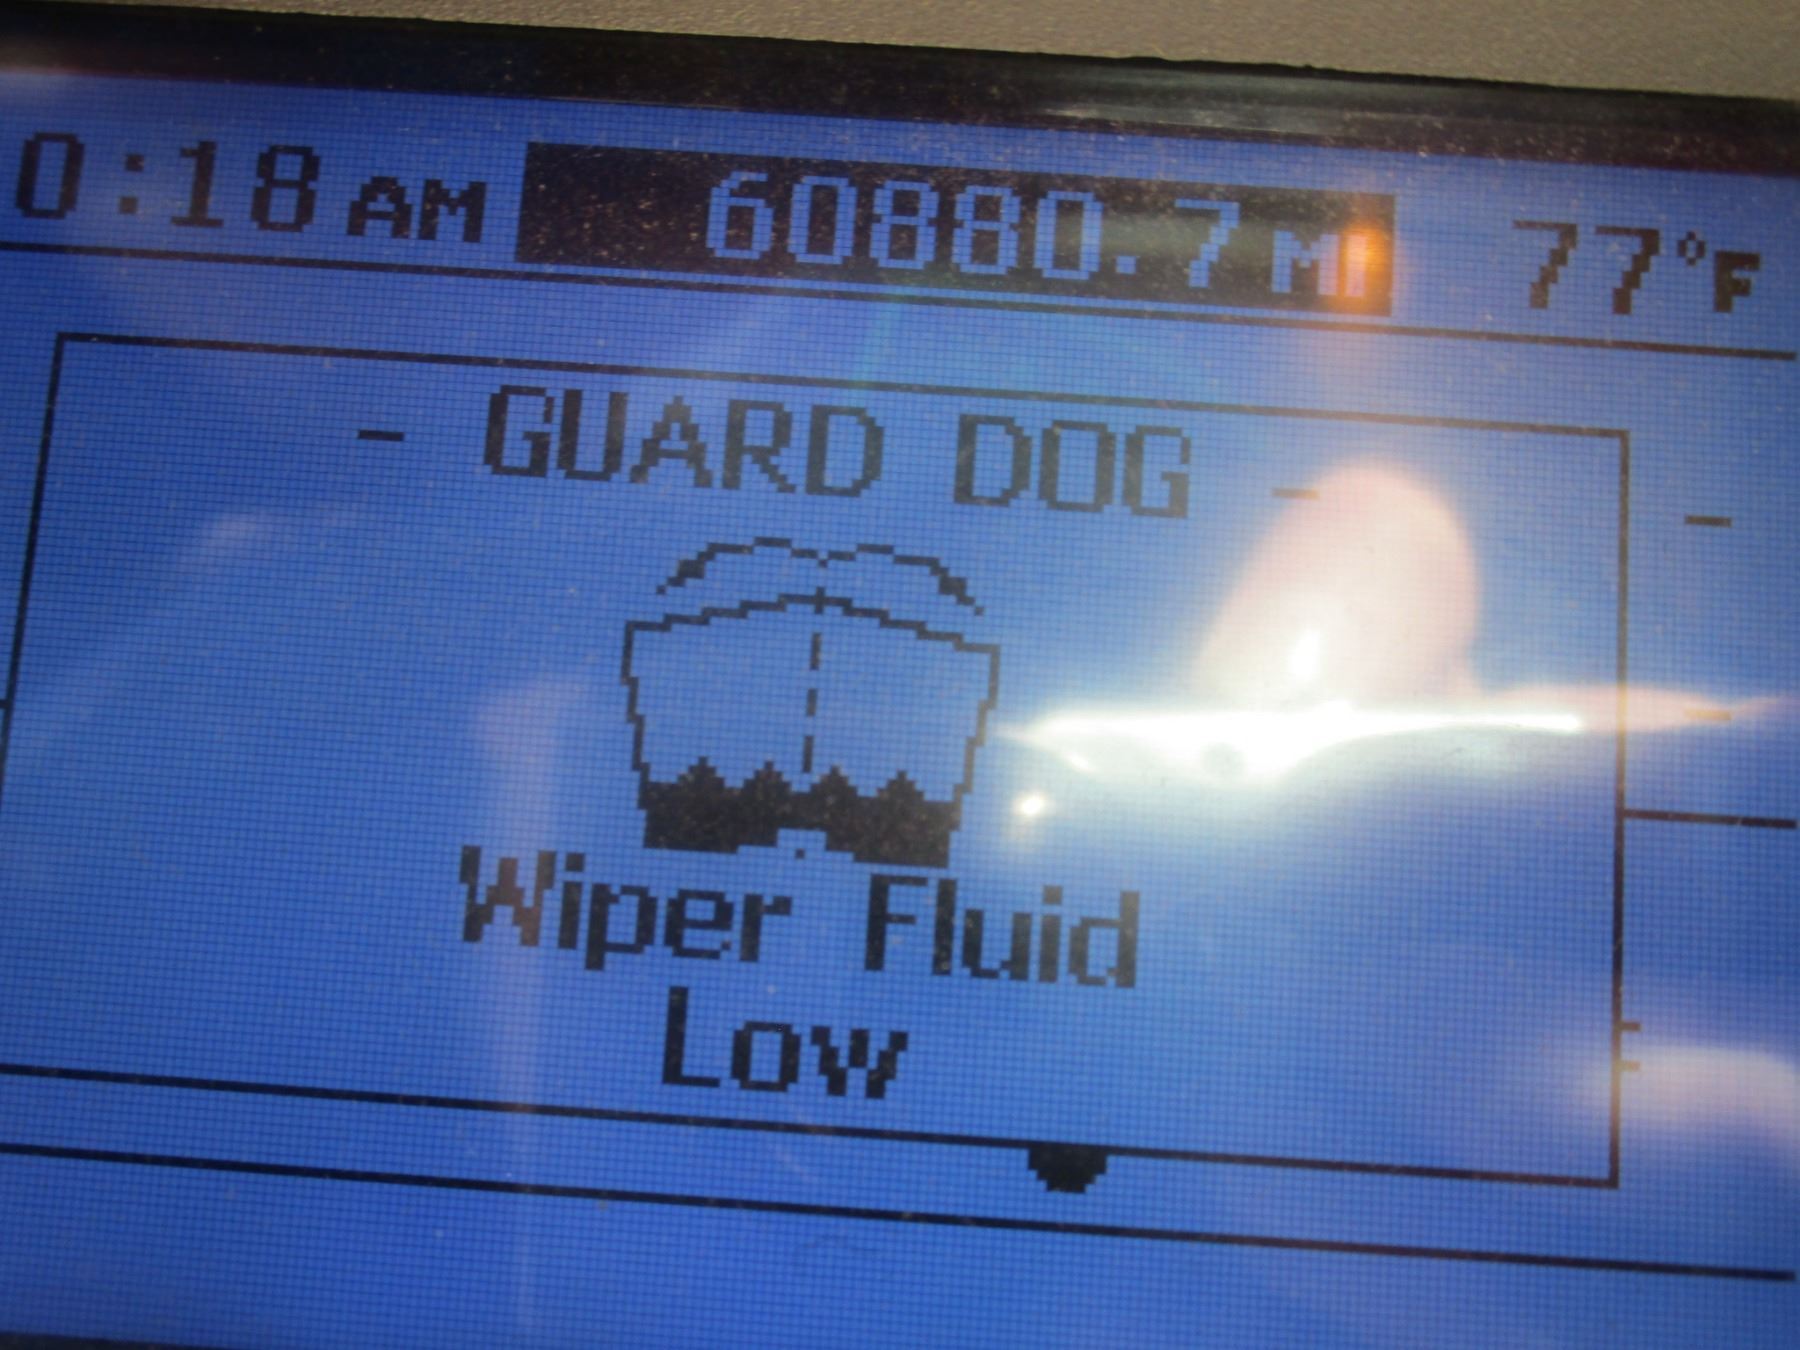 0:18 AM 60880.7 MI 77°F
- GUARD DOG -
Wiper Fluid
Low